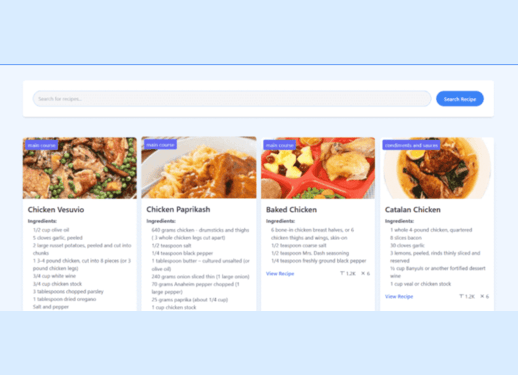 Search for recipes...
Search Recipe
main course
main course
main course
condiments and sauces
Chicken Vesuvio
Ingredients:
1/2 cup olive oil
5 cloves garlic, peeled
2 large russet potatoes, peeled and cut into
chunks
1 3-4 pound chicken, cut into 8 pieces (or 3
pound chicken legs)
3/4 cup white wine
3/4 cup chicken stock
3 tablespoons chopped parsley
1 tablespoon dried oregano
Salt and pepper
Chicken Paprikash
Ingredients:
640 grams chicken - drumsticks and thighs
( 3 whole chicken legs cut apart)
1/2 teaspoon salt
1/4 teaspoon black pepper
1 tablespoon butter – cultured unsalted (or
olive oil)
240 grams onion sliced thin (1 large onion)
70 grams Anaheim pepper chopped (1
large pepper)
25 grams paprika (about 1/4 cup)
1 cup chicken stock
Baked Chicken
Ingredients:
6 bone-in chicken breast halves, or 6
chicken thighs and wings, skin-on
1/2 teaspoon coarse salt
1/2 teaspoon Mrs. Dash seasoning
1/4 teaspoon freshly ground black pepper
View Recipe
1.2K
6
Catalan Chicken
Ingredients:
1 whole 4-pound chicken, quartered
8 slices bacon
30 cloves garlic
3 lemons, peeled, rinds thinly sliced and
reserved
½ cup Banyuls or another fortified dessert
wine
1 cup veal or chicken stock
View Recipe
1.2K
6